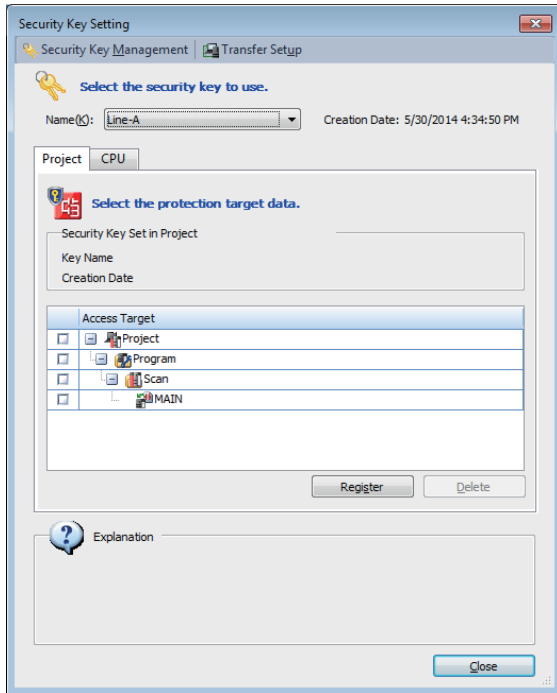 Security Key Setting
Security Key Management Transfer Setup
Select the security key to use.
Name(K): Line-A Creation Date: 5/30/2014 4:34:50 PM
Project CPU
Select the protection target data.
Security Key Set in Project
Key Name
Creation Date
Access Target
Project
Program
Scan
MAIN
Register Delete
Explanation
Close